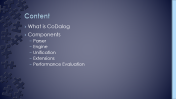 Content
What is CoDatalog
Components
Parser
Engine
Unification
Extensions
Performance Evaluation